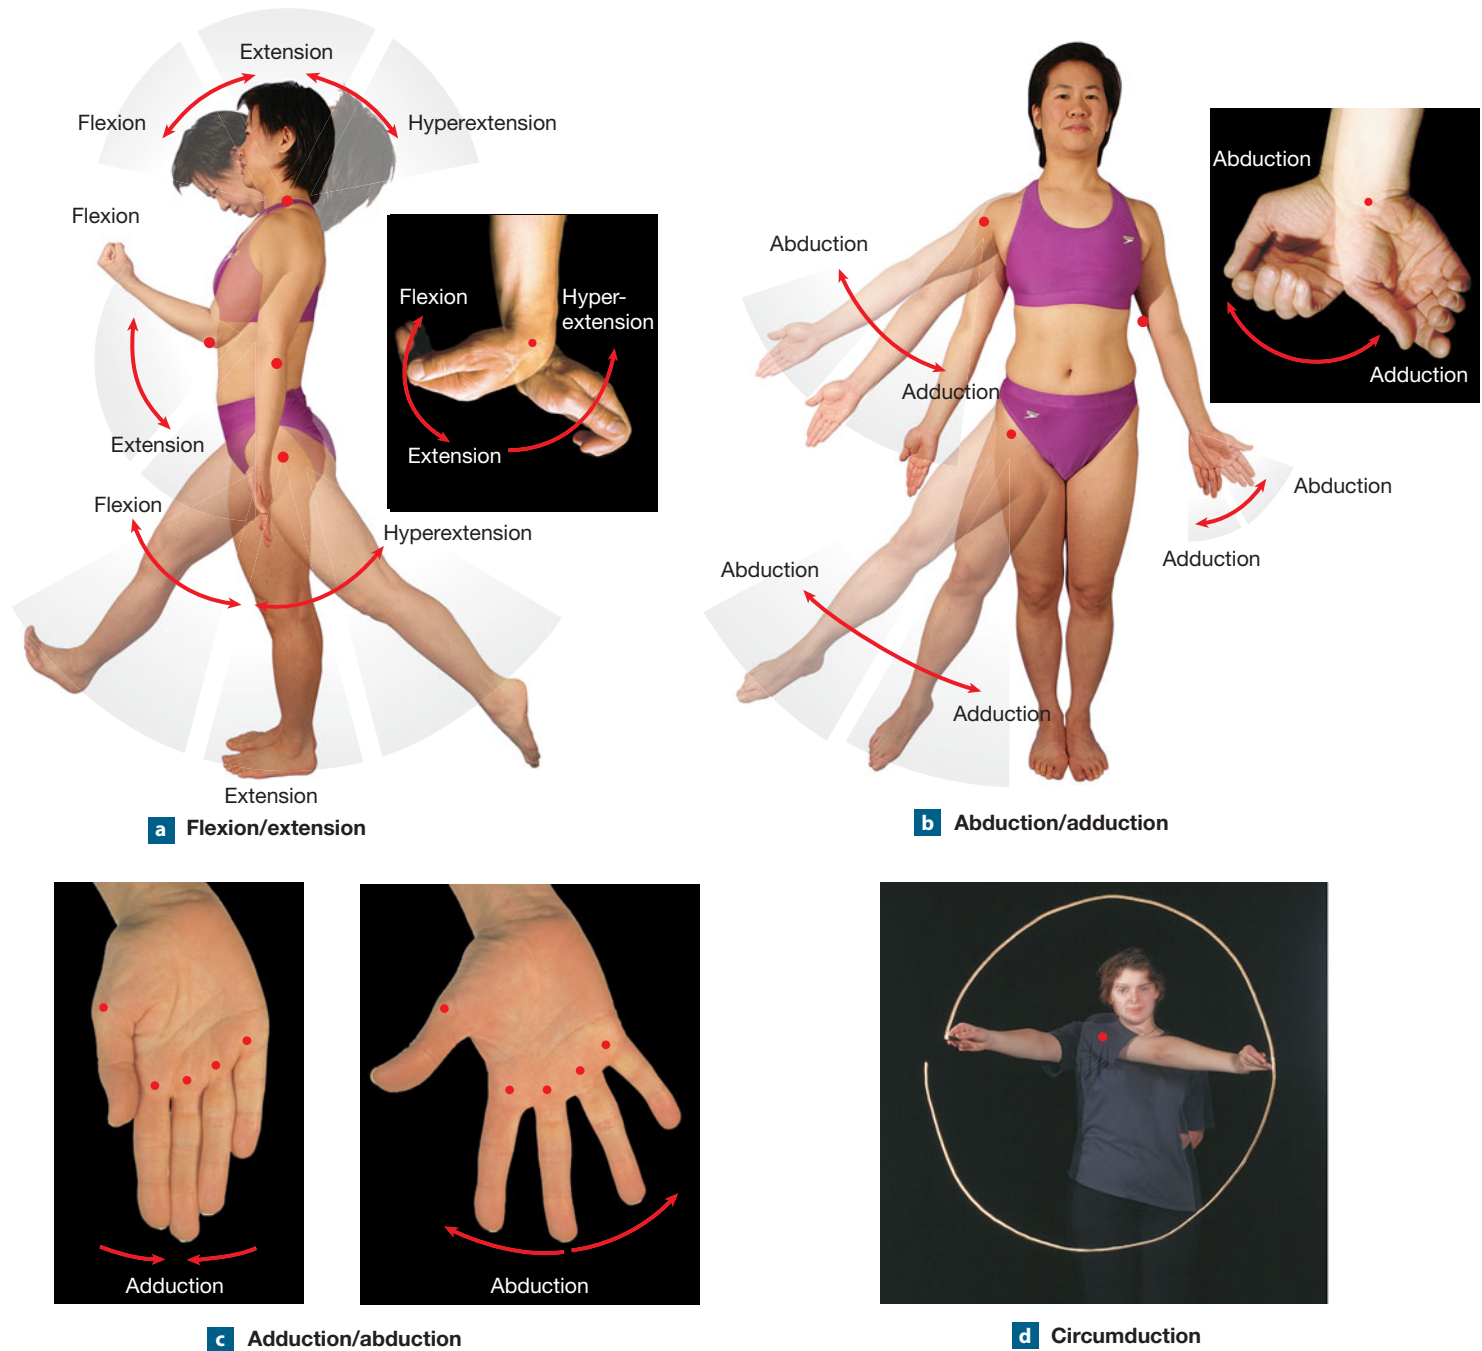 Extension
Flexion
Hyperextension
Flexion
Flexion
Hyper-
extension
Extension
Extension
Flexion
Hyperextension
Extension
a Flexion/extension
Abduction
Abduction
Adduction
Adduction
Abduction
Adduction
Abduction
Adduction
b Abduction/adduction
Adduction
Abduction
c Adduction/abduction
d Circumduction